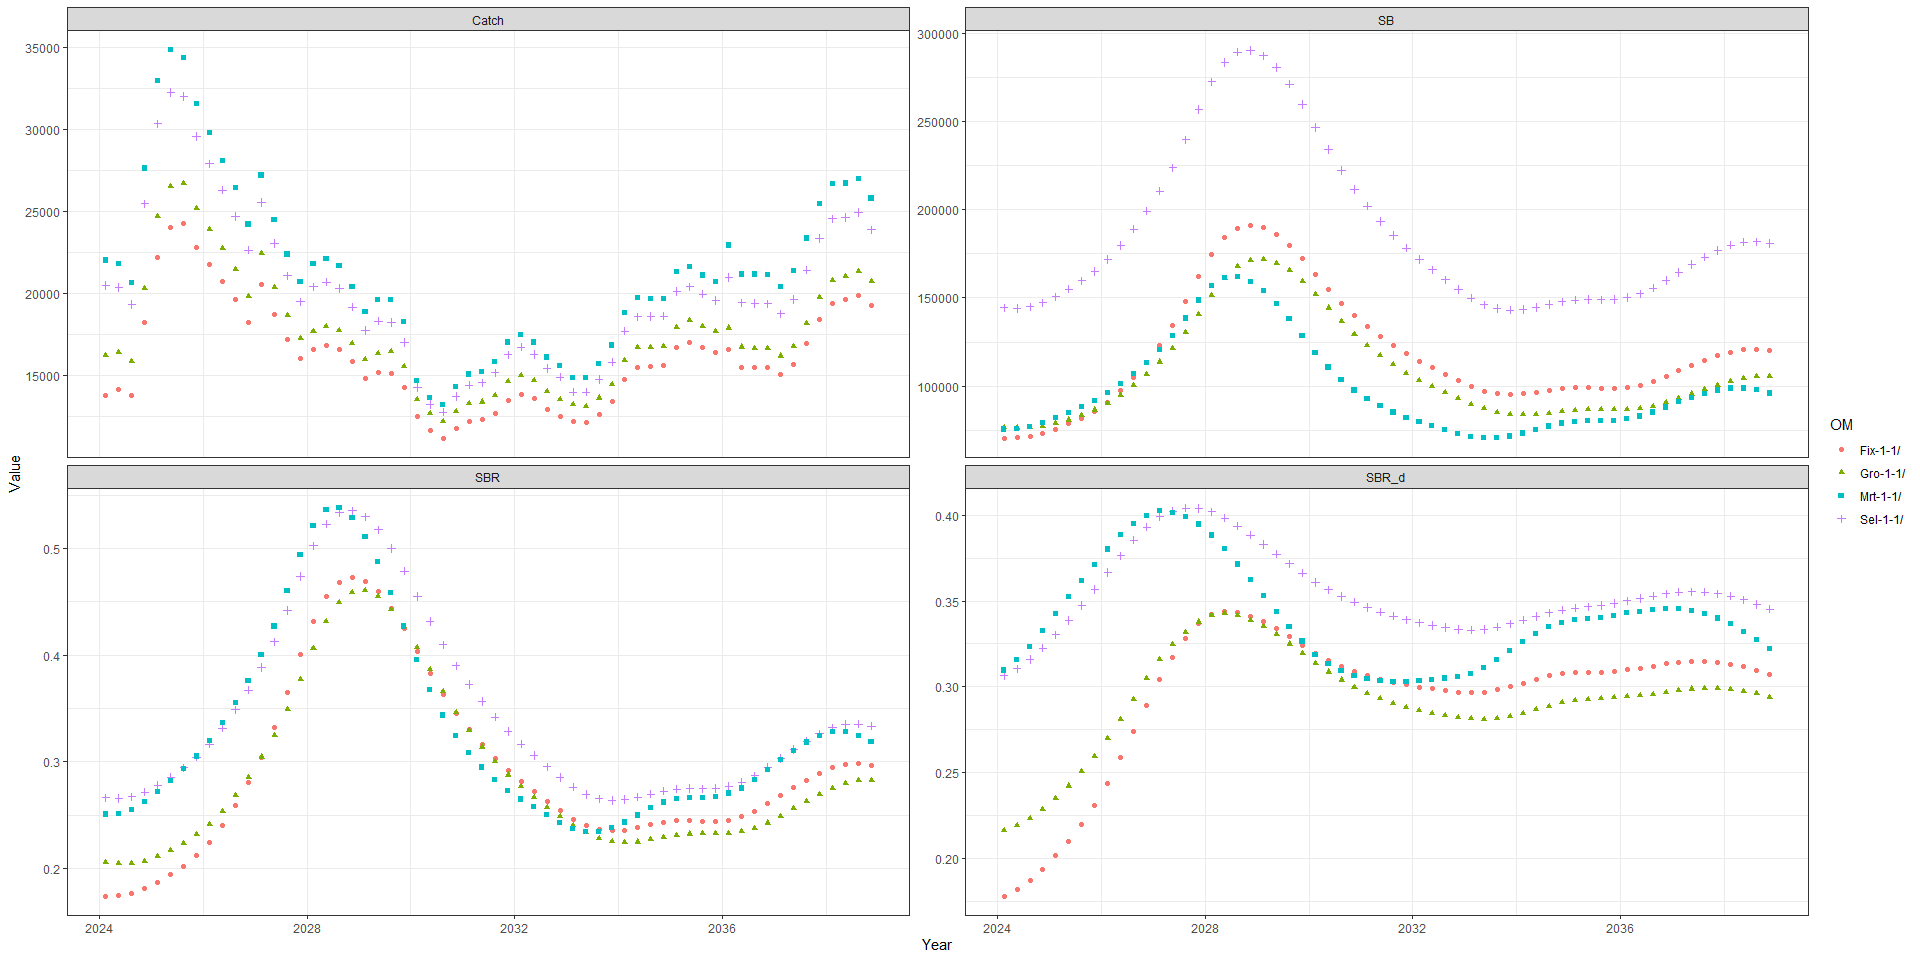 Catch
SB
35000
30000
25000
20000
15000
300000
250000
200000
150000
100000
SBR
SBR_d
0.5
0.4
0.3
0.2
0.40
0.35
0.30
0.25
0.20
2024
2028
2032
2036
2024
2028
2032
2036
Year
Value
OM
Fix-1-1/
Gro-1-1/
Mrt-1-1/
Sel-1-1/